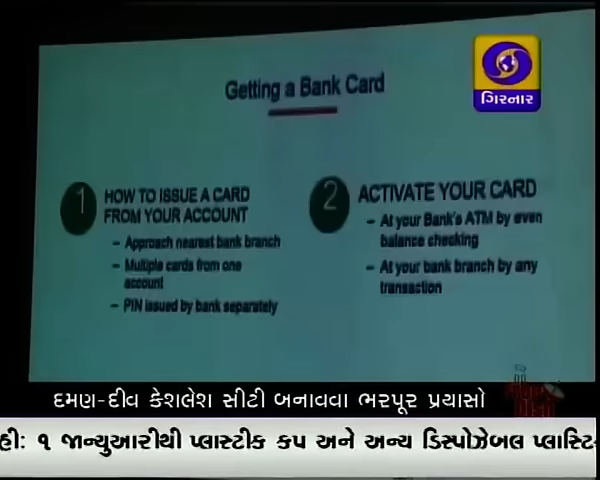 Getting a Bank Card
ગિરનાર
1
HOW TO ISSUE A CARD
FROM YOUR ACCOUNT
– Approach nearest bank branch
– Multiple cards from one
account
– PIN issued by bank separately
2
ACTIVATE YOUR CARD
– At your Bank's ATM by even
balance checking
– At your bank branch by any
transaction
દમણ-દીવ કેશલેશ સીટી બનાવવા ભરપૂર પ્રયાસો
હી: ૧ જાન્યુઆરીથી પ્લાસ્ટીક કપ અને અન્ય ડિસ્પોઝેબલ પ્લાસ્ટિ